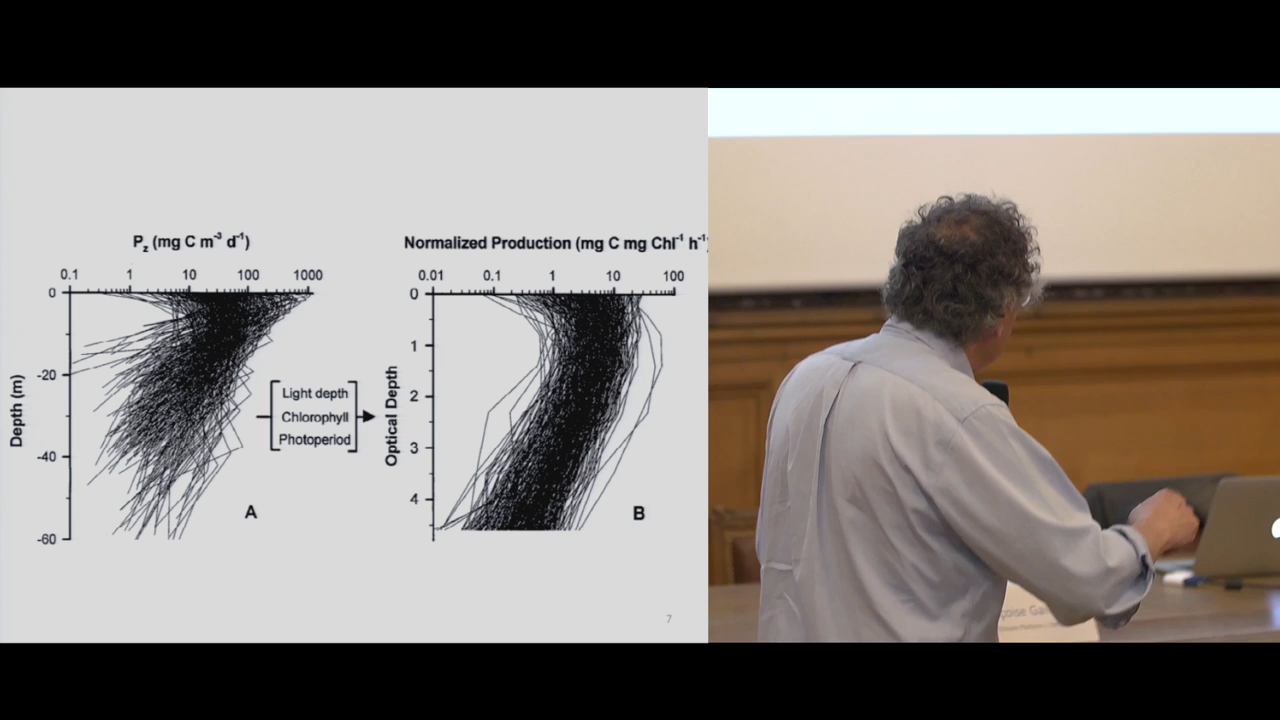 P_z (mg C m⁻³ d⁻¹)
0.1 1 10 100 1000
0
-20
-40
-60
Depth (m)
A
Light depth
Chlorophyll
Photoperiod
Normalized Production (mg C mg Chl⁻¹ h⁻¹)
0.01 0.1 1 10 100
0
1
2
3
4
Optical Depth
B
7